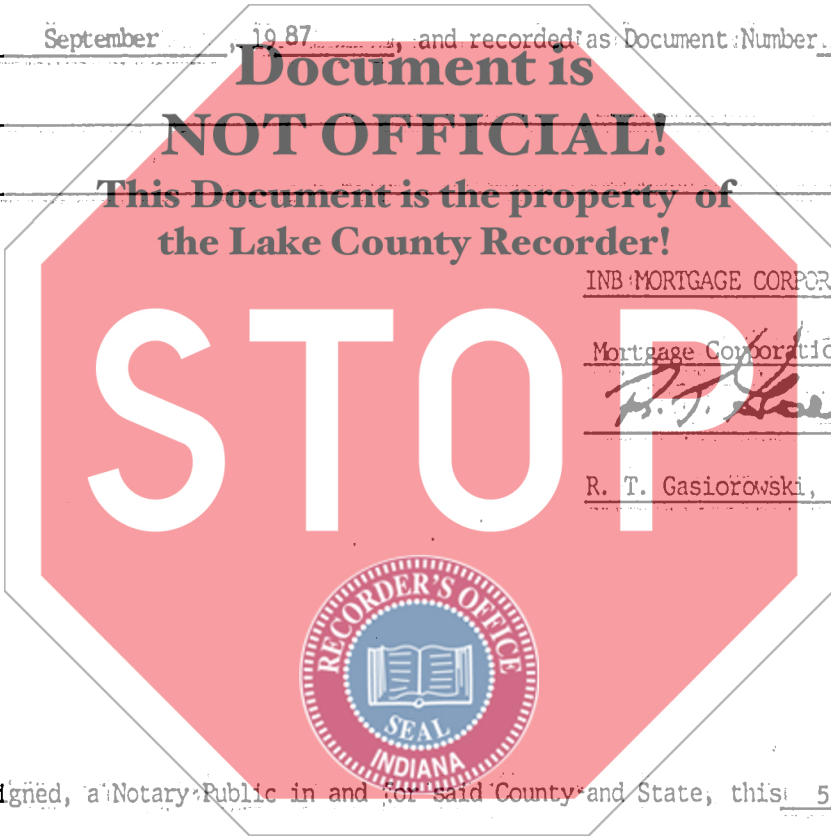 September , 19 87 , and recorded as Document Number
Document is
NOT OFFICIAL!
This Document is the property of
the Lake County Recorder!
INB MORTGAGE CORPOR
Mortgage Corporatio
R. T.
STOP
R. T. Gasiorowski,
RECORDER'S OFFICE
SEAL
INDIANA
igned, a Notary Public in and for said County and State, this 5